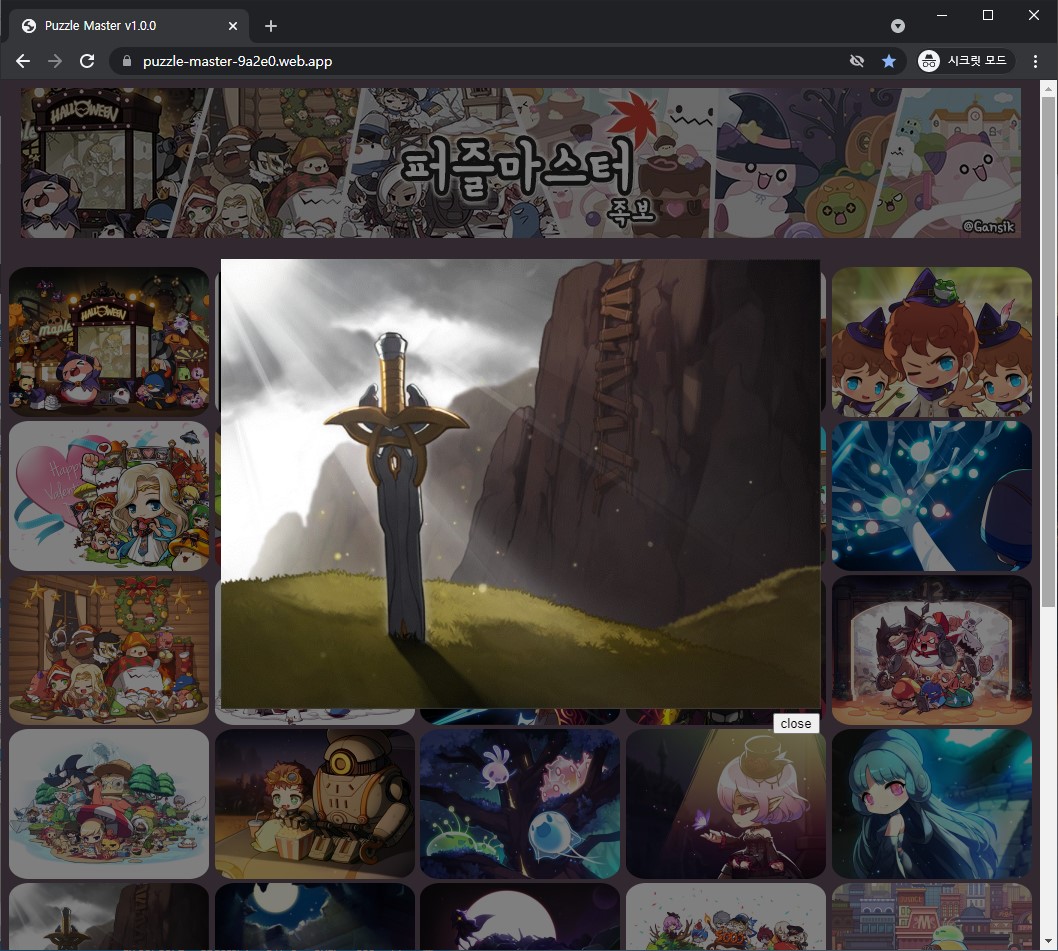 Puzzle Master v1.0.0
puzzle-master-9a2e0.web.app
시크릿 모드
HALLOWEEN
퍼즐마스터
족보
@Gansik
HALLOWEEN
maple
Happy
Valen
12
close